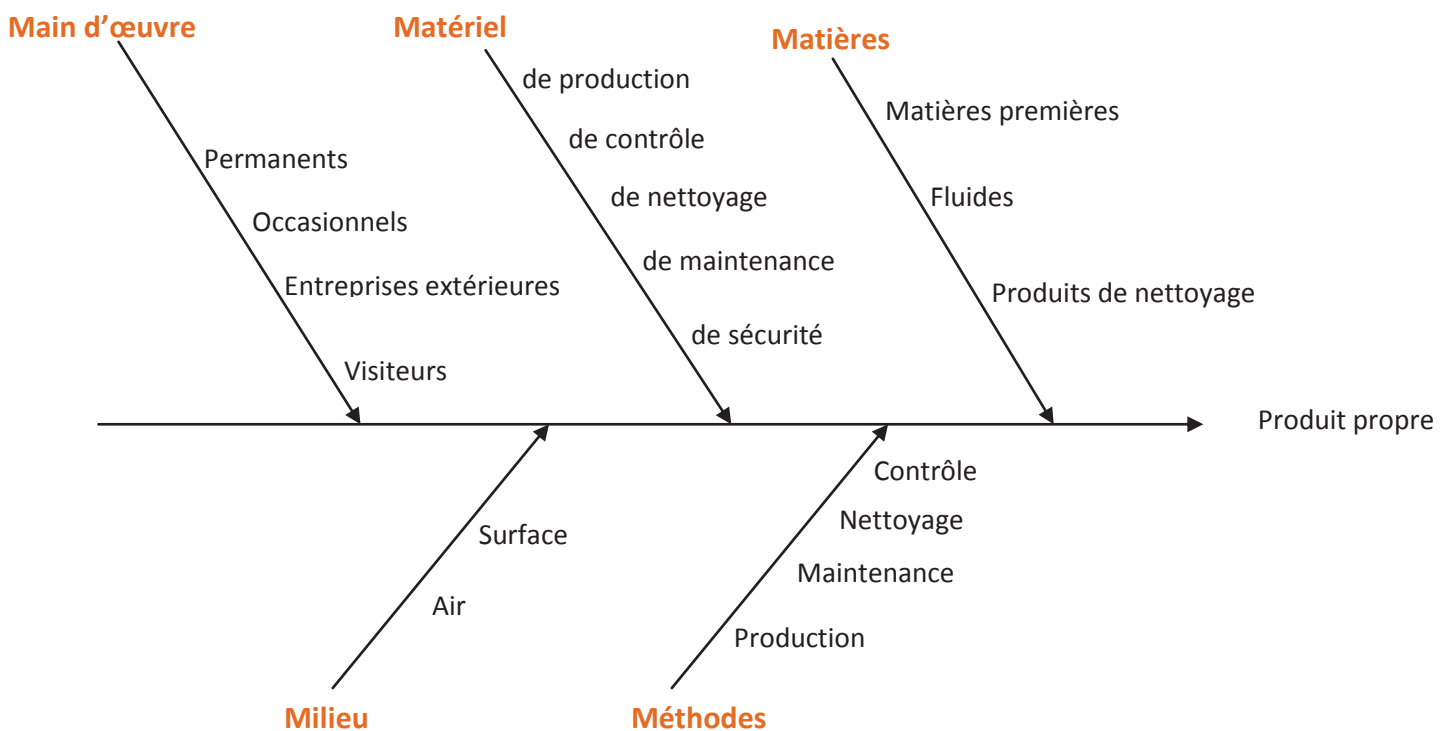 Main d’œuvre
Matériel
Matières
de production
de contrôle
de nettoyage
de maintenance
de sécurité
Matières premières
Fluides
Produits de nettoyage
Permanents
Occasionnels
Entreprises extérieures
Visiteurs
Produit propre
Surface
Air
Contrôle
Nettoyage
Maintenance
Production
Milieu
Méthodes